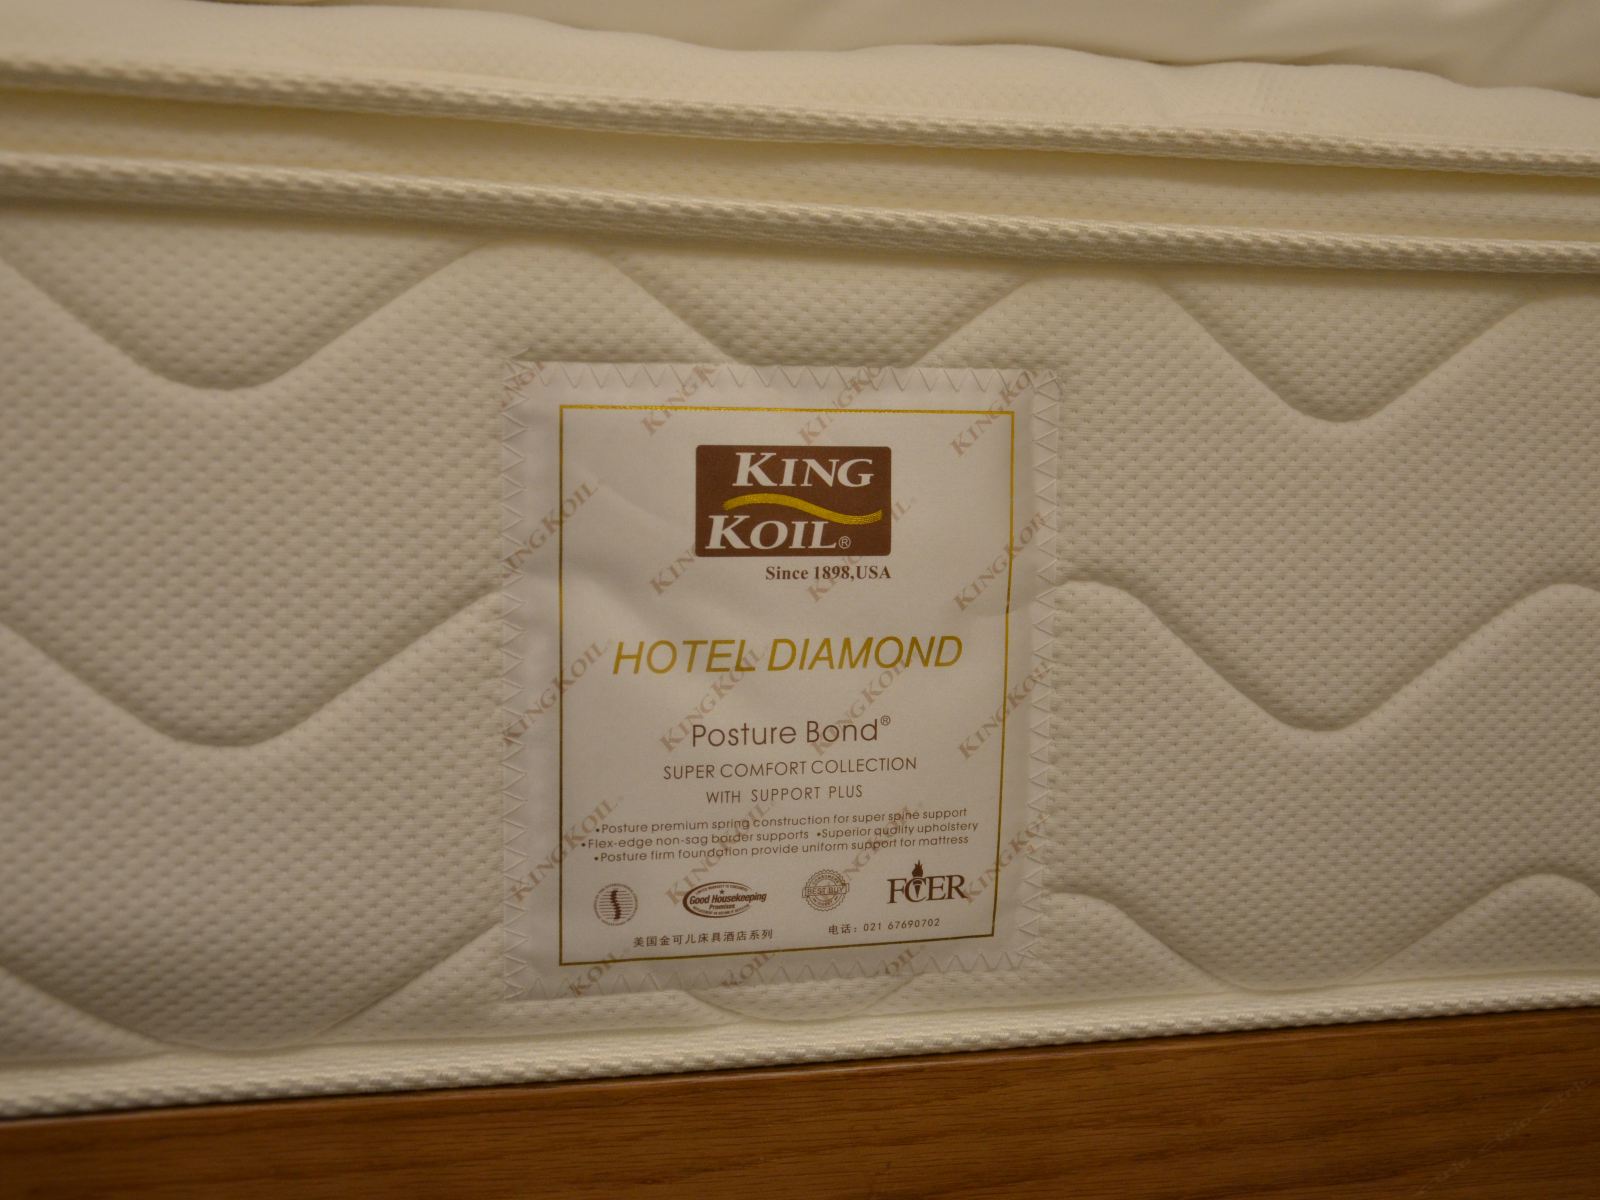 KING
KOIL®
Since 1898,USA
HOTEL DIAMOND
Posture Bond®
SUPER COMFORT COLLECTION
WITH SUPPORT PLUS
•Posture premium spring construction for super spine support
•Flex-edge non-sag border supports •Superior quality upholstery
•Posture firm foundation provide uniform support for mattress
Good Housekeeping
Promises
BEST BUY
FCER
美国金可儿床具酒店系列
电话：021 67690702